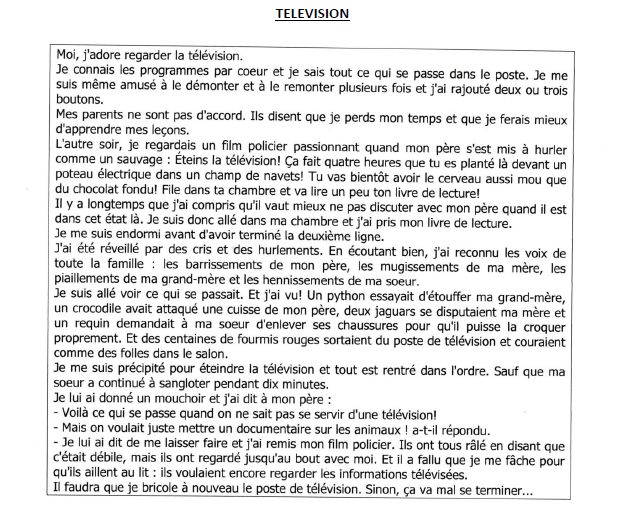 TELEVISION
Moi, j'adore regarder la télévision.
Je connais les programmes par coeur et je sais tout ce qui se passe dans le poste. Je me
suis même amusé à le démonter et à le remonter plusieurs fois et j'ai rajouté deux ou trois
boutons.
Mes parents ne sont pas d'accord. Ils disent que je perds mon temps et que je ferais mieux
d'apprendre mes leçons.
L'autre soir, je regardais un film policier passionnant quand mon père s'est mis à hurler
comme un sauvage : Éteins la télévision! Ça fait quatre heures que tu es planté là devant un
poteau électrique dans un champ de navets! Tu vas bientôt avoir le cerveau aussi mou que
du chocolat fondu! File dans ta chambre et va lire un peu ton livre de lecture!
Il y a longtemps que j'ai compris qu'il vaut mieux ne pas discuter avec mon père quand il est
dans cet état là. Je suis donc allé dans ma chambre et j'ai pris mon livre de lecture.
Je me suis endormi avant d'avoir terminé la deuxième ligne.
J'ai été réveillé par des cris et des hurlements. En écoutant bien, j'ai reconnu les voix de
toute la famille : les barrissements de mon père, les mugissements de ma mère, les
piaillements de ma grand-mère et les hennissements de ma soeur.
Je suis allé voir ce qui se passait. Et j'ai vu! Un python essayait d'étouffer ma grand-mère,
un crocodile avait attaqué une cuisse de mon père, deux jaguars se disputaient ma mère et
un requin demandait à ma soeur d'enlever ses chaussures pour qu'il puisse la croquer
proprement. Et des centaines de fourmis rouges sortaient du poste de télévision et couraient
comme des folles dans le salon.
Je me suis précipité pour éteindre la télévision et tout est rentré dans l'ordre. Sauf que ma
soeur a continué à sangloter pendant dix minutes.
Je lui ai donné un mouchoir et j'ai dit à mon père :
- Voilà ce qui se passe quand on ne sait pas se servir d'une télévision!
- Mais on voulait juste mettre un documentaire sur les animaux ! a-t-il répondu.
- Je lui ai dit de me laisser faire et j'ai remis mon film policier. Ils ont tous râlé en disant que
c'était débile, mais ils ont regardé jusqu'au bout avec moi. Et il a fallu que je me fâche pour
qu'ils aillent au lit : ils voulaient encore regarder les informations télévisées.
Il faudra que je bricole à nouveau le poste de télévision. Sinon, ça va mal se terminer...